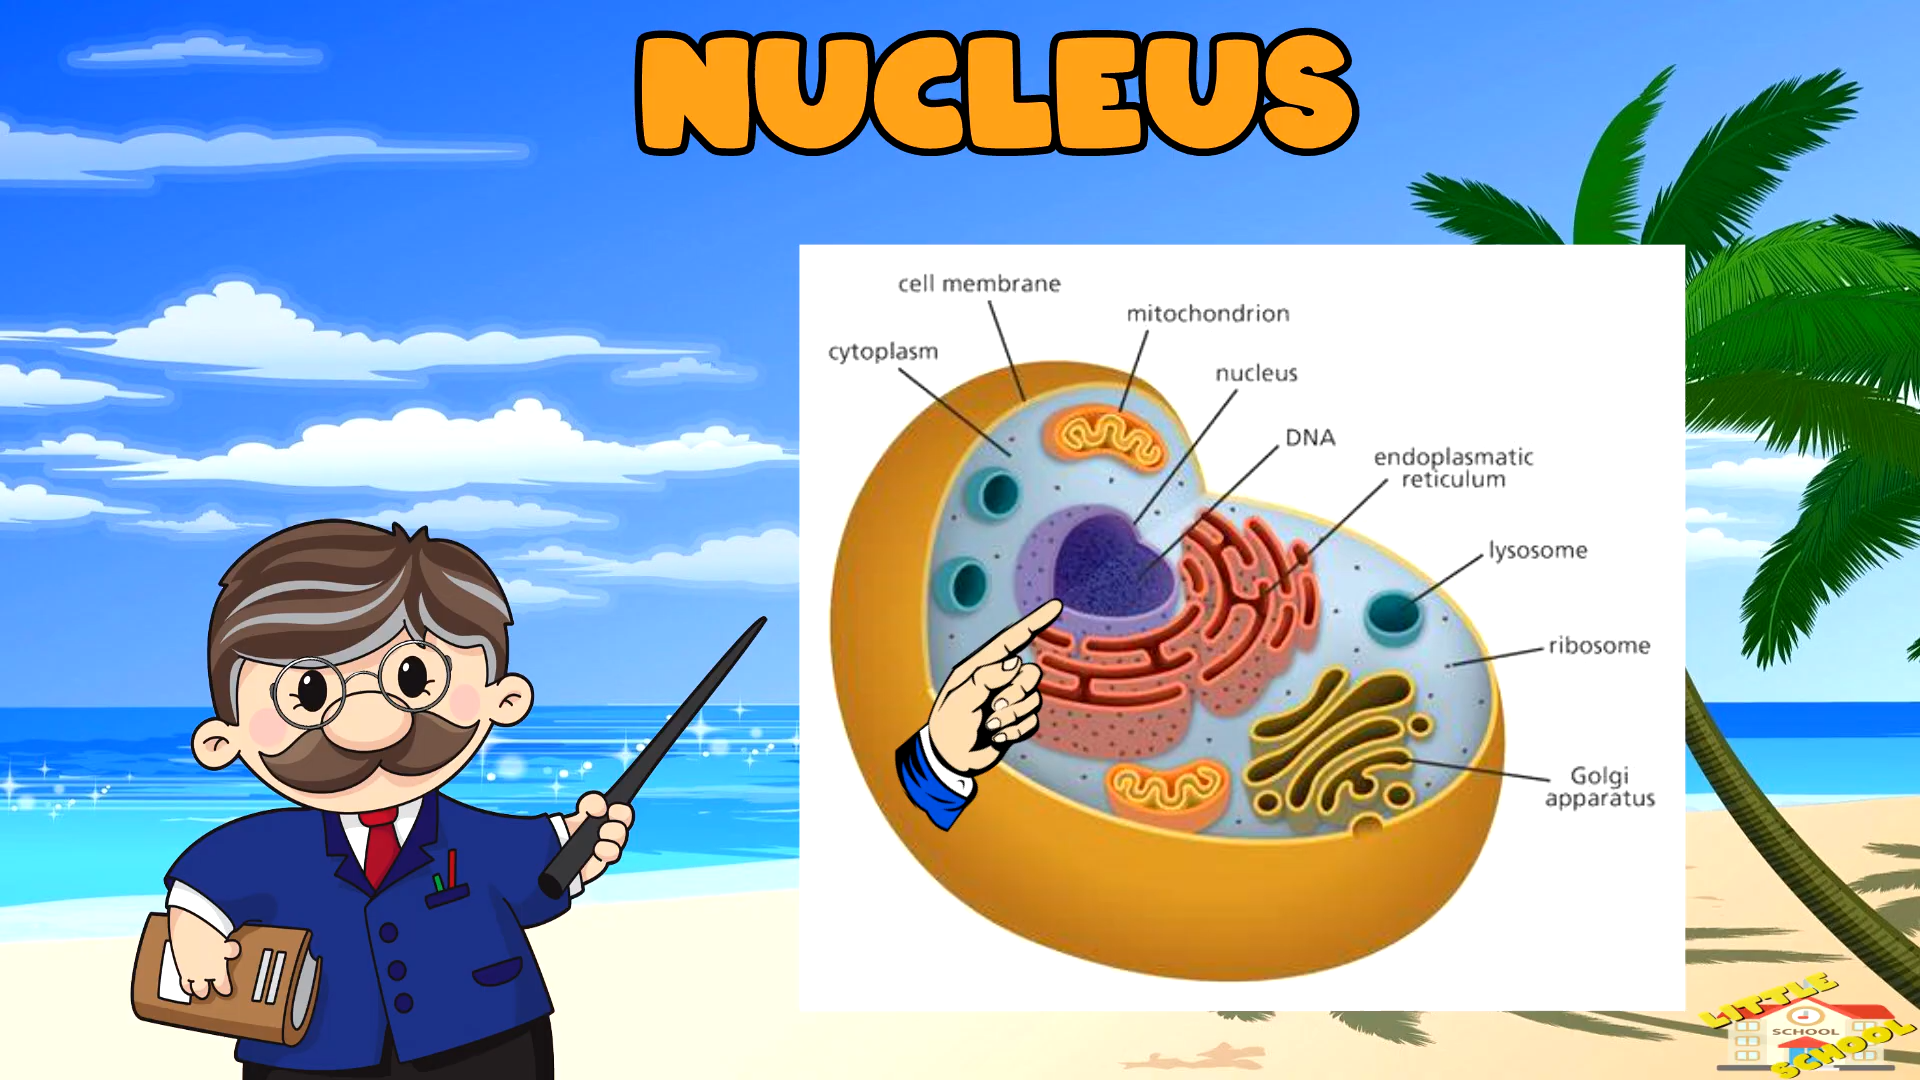 NUCLEUS
cell membrane
mitochondrion
cytoplasm
nucleus
DNA
endoplasmatic
reticulum
lysosome
ribosome
Golgi
apparatus
LITTLE
SCHOOL
SCHOOL